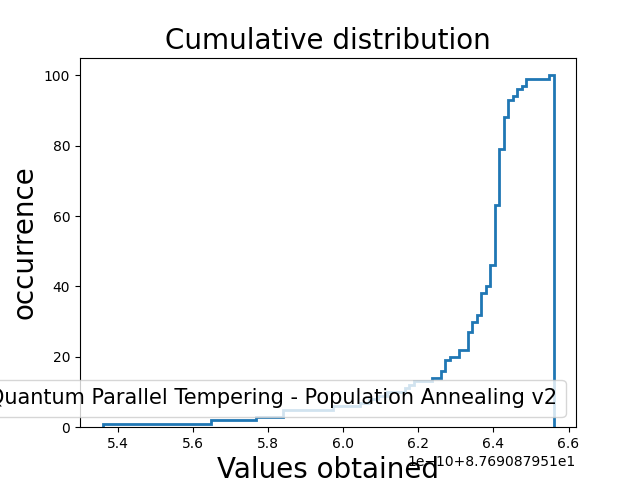 Cumulative distribution
100
80
60
40
20
0
occurrence
Quantum Parallel Tempering - Population Annealing v2
5.4 5.6 5.8 6.0 6.2 6.4 6.6
1e-10+8.769087951e1
Values obtained